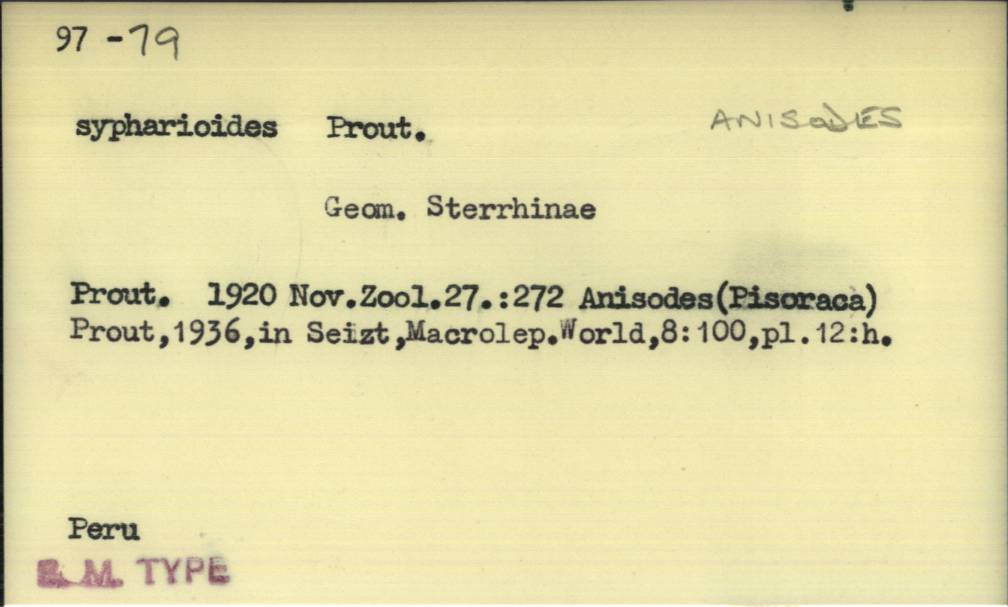 97 -79
sypharioides Prout. ANISODES
Geom. Sterrhinae
Prout. 1920 Nov.Zool.27.:272 Anisodes(Pisoraca)
Prout,1936,in Seizt,Macrolep.World,8:100,pl.12:h.
Peru
B. M. TYPE